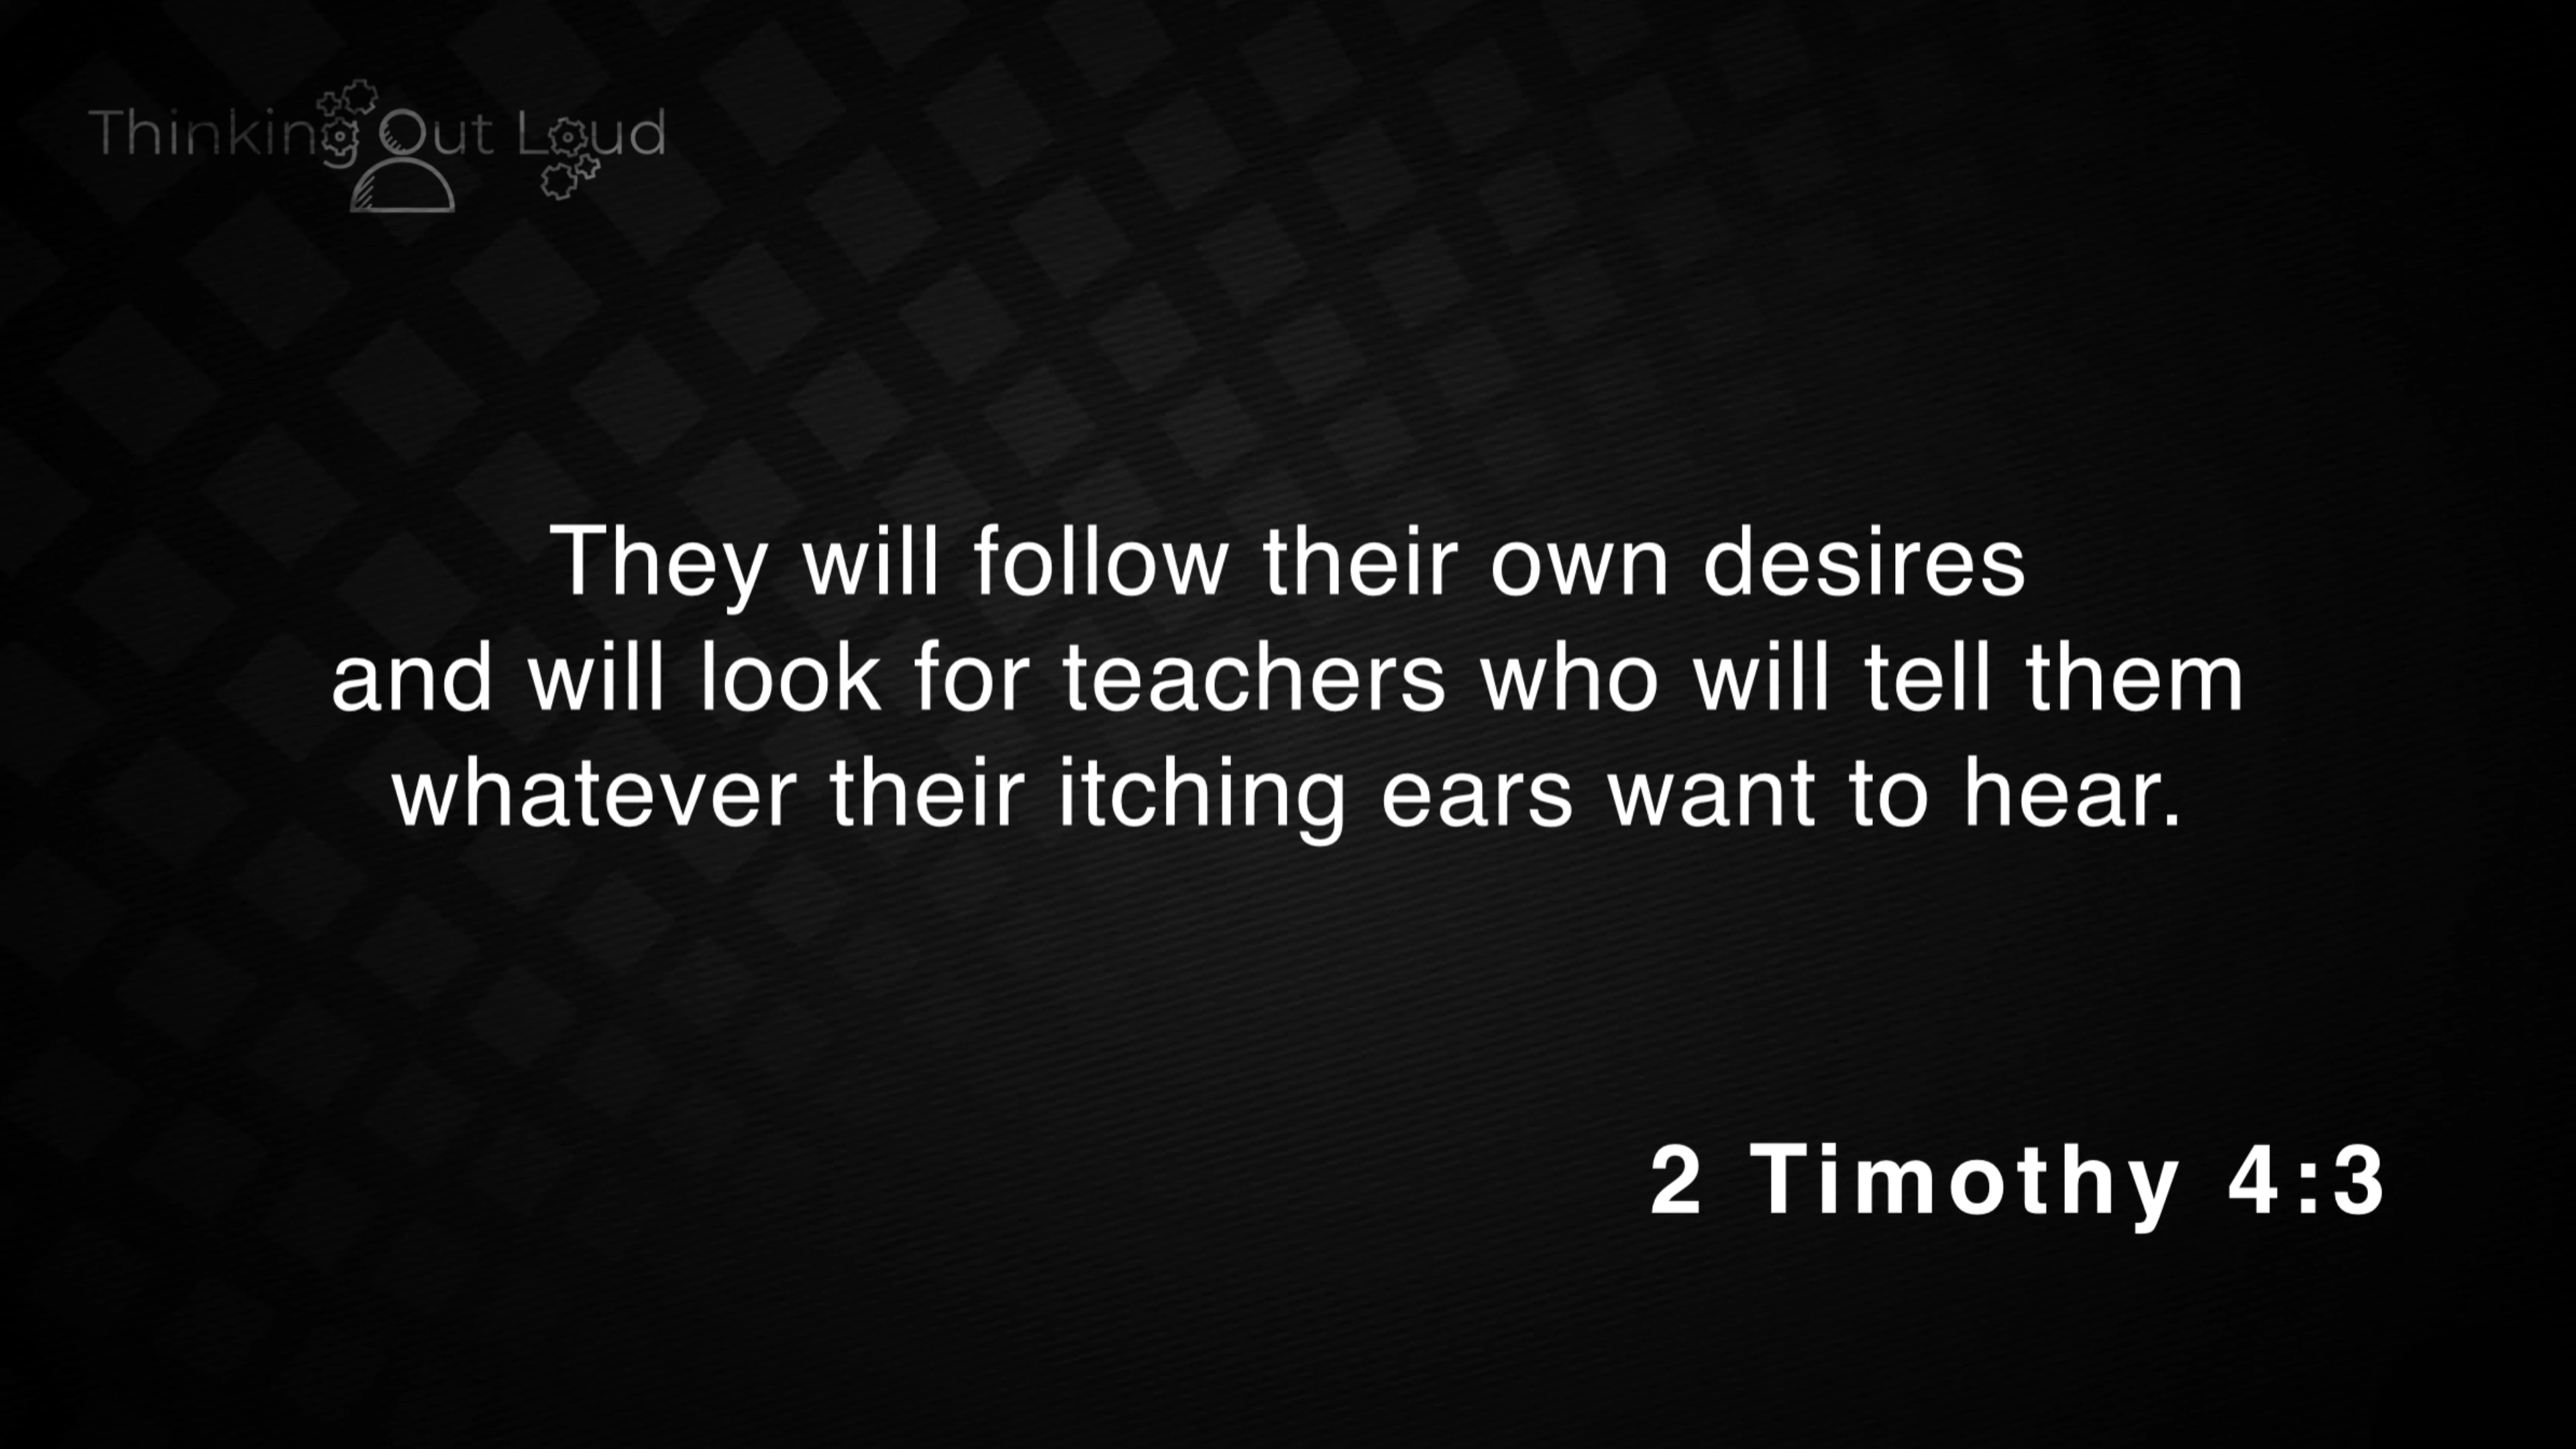 Thinking Out Loud
They will follow their own desires
and will look for teachers who will tell them
whatever their itching ears want to hear.
2 Timothy 4:3